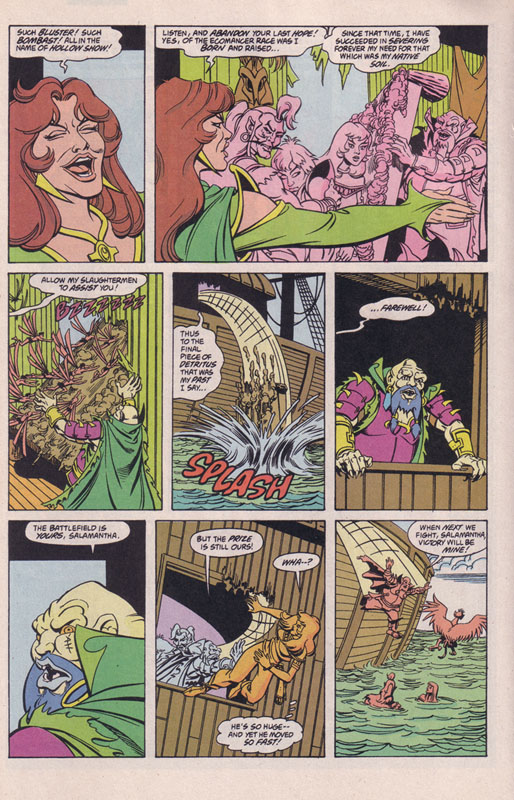 SUCH BLUSTER! SUCH
BOMBAST! ALL IN THE
NAME OF HOLLOW SHOW!
LISTEN, AND ABANDON YOUR LAST HOPE!
YES, OF THE ECOMANCER RACE WAS I
BORN AND RAISED...
SINCE THAT TIME, I HAVE
SUCCEEDED IN SEVERING
FOREVER MY NEED FOR THAT
WHICH WAS MY NATIVE
SOIL.
ALLOW MY SLAUGHTERMEN
TO ASSIST YOU!
BZZZZZZ
THUS
TO THE
FINAL
PIECE OF
DETRITUS
THAT WAS
MY PAST
I SAY...
SPLASH
...FAREWELL!
THE BATTLEFIELD IS
YOURS, SALAMANTHA.
BUT THE PRIZE
IS STILL OURS!
WHA--?
HE'S SO HUGE--
AND YET HE MOVED
SO FAST!
WHEN NEXT WE
FIGHT, SALAMANTHA,
VICTORY WILL BE
MINE!